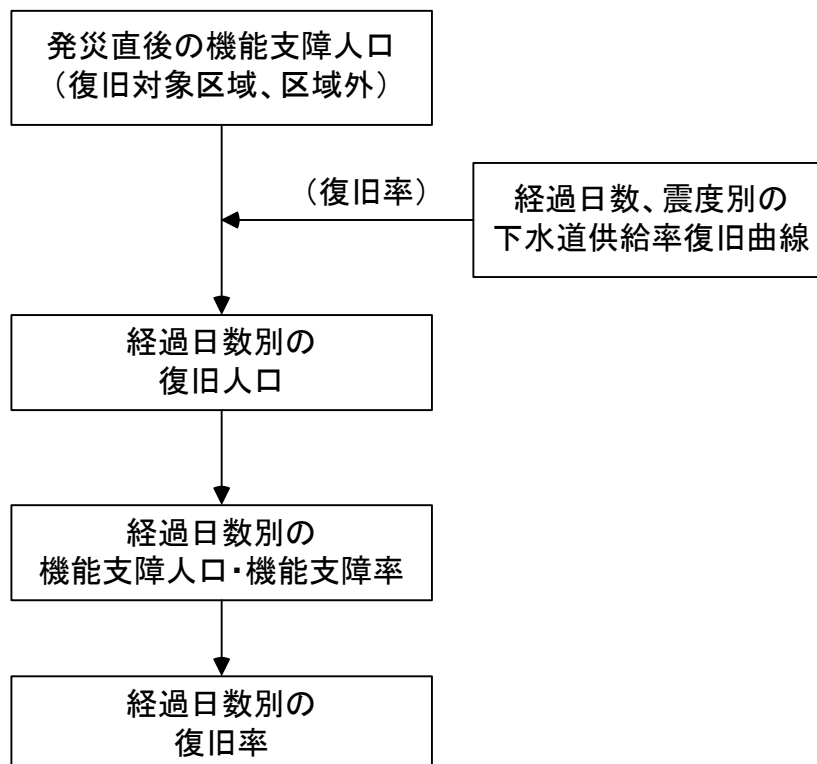 発災直後の機能支障人口
（復旧対象区域、区域外）
（復旧率）
経過日数、震度別の
下水道供給率復旧曲線
経過日数別の
復旧人口
経過日数別の
機能支障人口・機能支障率
経過日数別の
復旧率